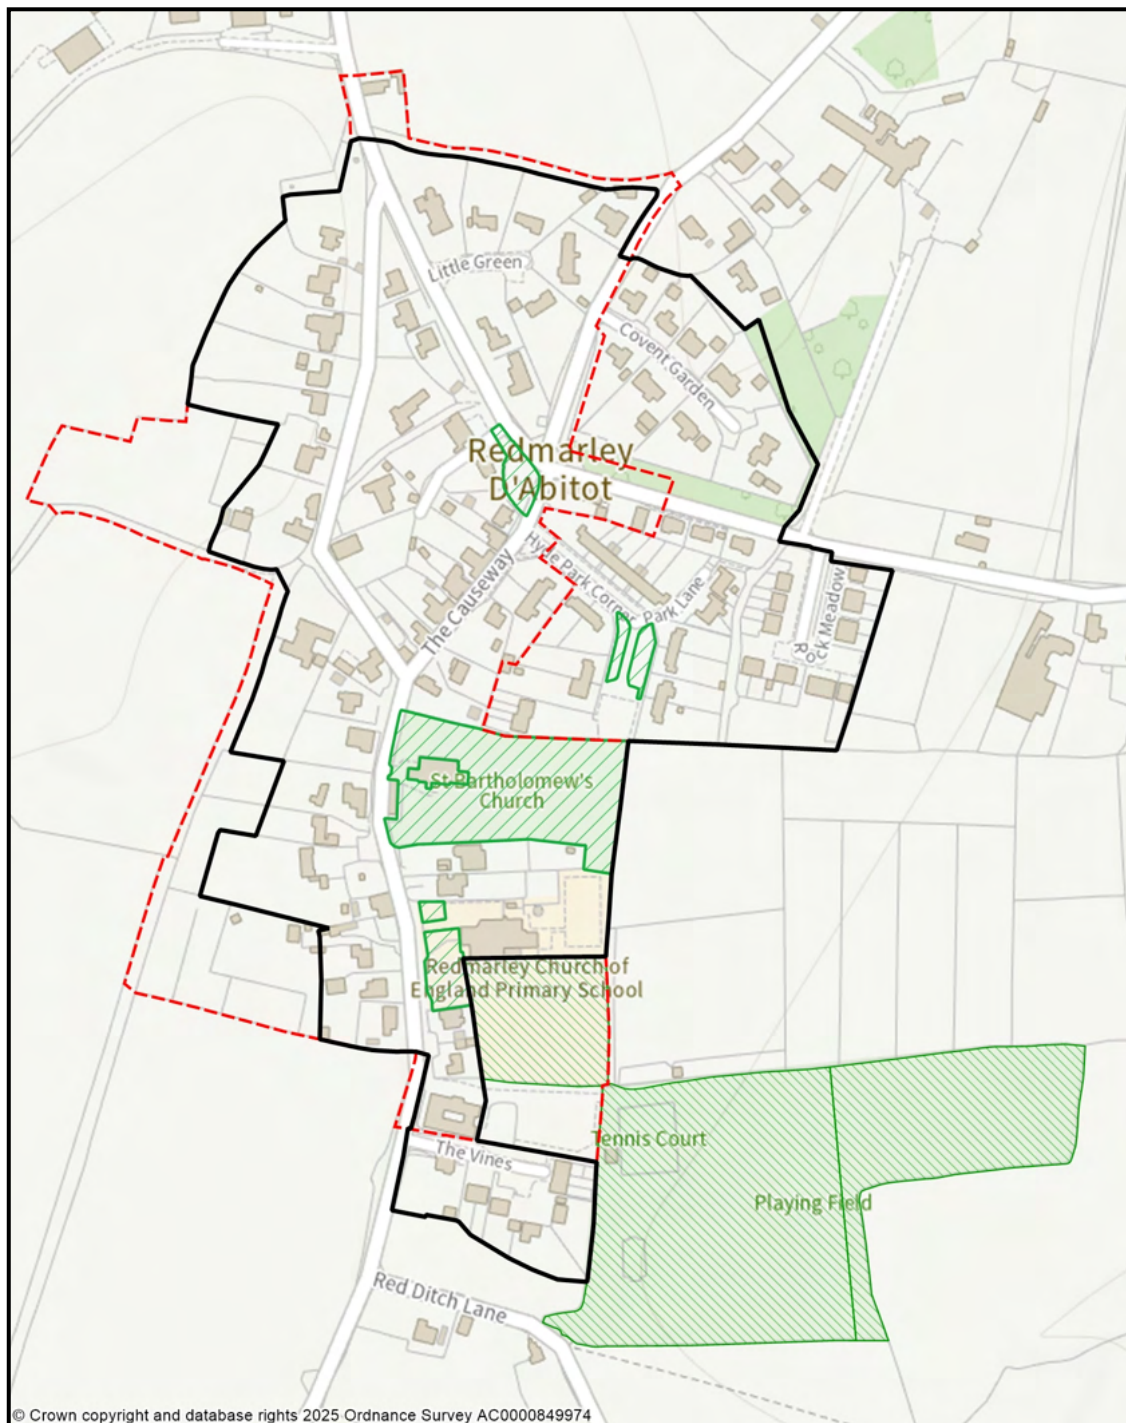 Little Green
Covent Garden
Redmarley
D'Abitot
Hyde Park Corner
Park Lane
The Causeway
Rock Meadow
St Bartholomew's
Church
Redmarley Church of
England Primary School
Tennis Court
The Vines
Playing Field
Red Ditch Lane
© Crown copyright and database rights 2025 Ordnance Survey AC0000849974